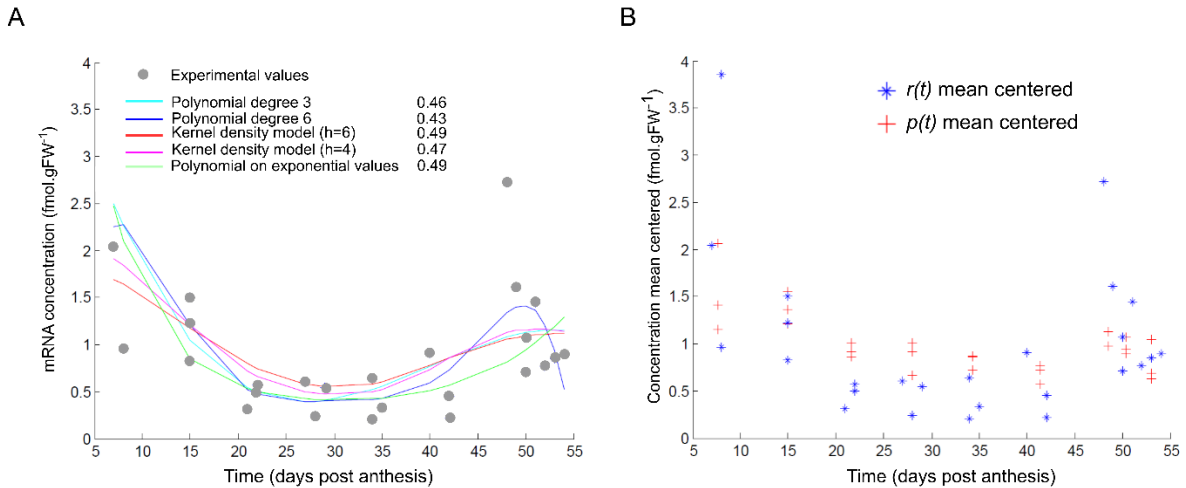 A
mRNA concentration (fmol.gFW⁻¹)
4
3.5
3
2.5
2
1.5
1
0.5
0
Experimental values
Polynomial degree 3 0.46
Polynomial degree 6 0.43
Kernel density model (h=6) 0.49
Kernel density model (h=4) 0.47
Polynomial on exponential values 0.49
5 10 15 20 25 30 35 40 45 50 55
Time (days post anthesis)
B
Concentration mean centered (fmol.gFW⁻¹)
4
3.5
3
2.5
2
1.5
1
0.5
0
r(t) mean centered
p(t) mean centered
5 10 15 20 25 30 35 40 45 50 55
Time (days post anthesis)